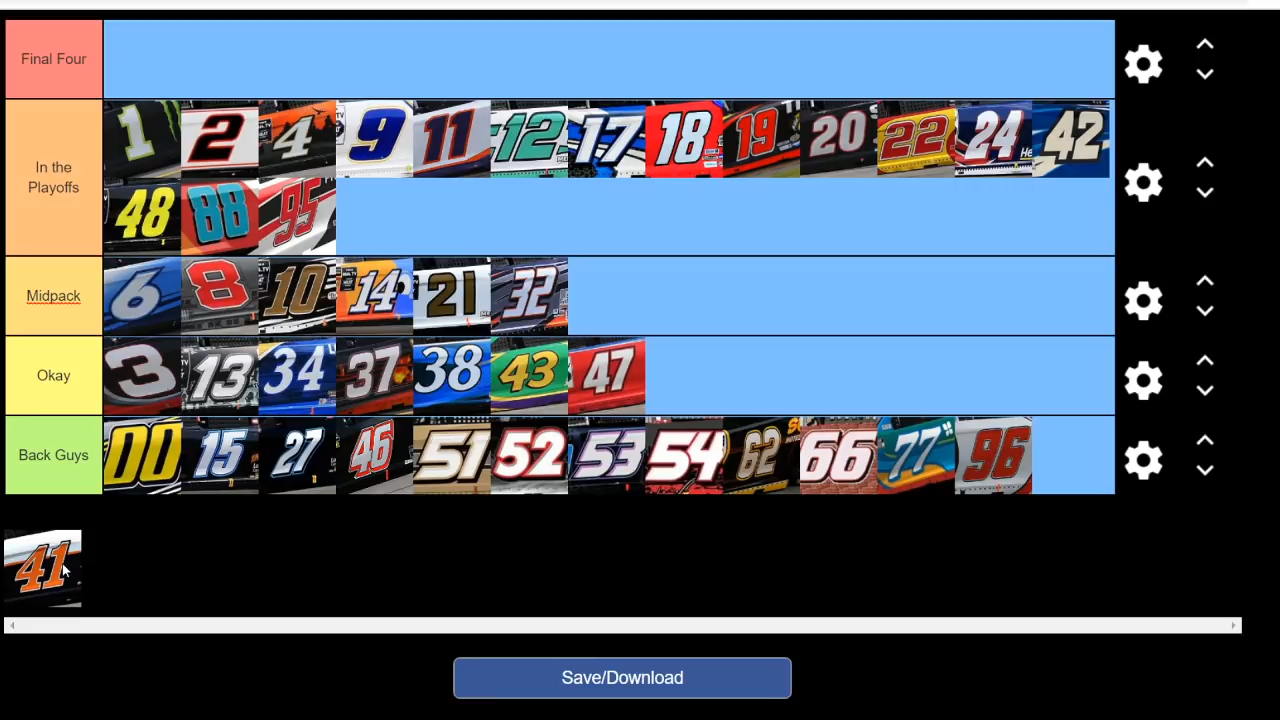 Final Four
In the
Playoffs
1 2 4 9 11 12 17 18 19 20 22 24 42
48 88 95
Midpack
6 8 10 14 21 32
Okay
3 13 34 37 38 43 47
Back Guys
00 15 27 46 51 52 53 54 62 66 77 96
41
Save/Download